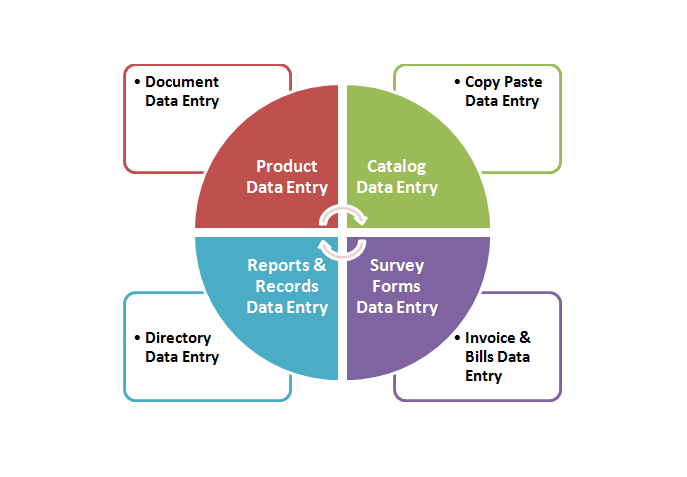 • Document
Data Entry
• Copy Paste
Data Entry
Product
Data Entry
Catalog
Data Entry
Reports &
Records
Data Entry
Survey
Forms
Data Entry
• Directory
Data Entry
• Invoice &
Bills Data
Entry